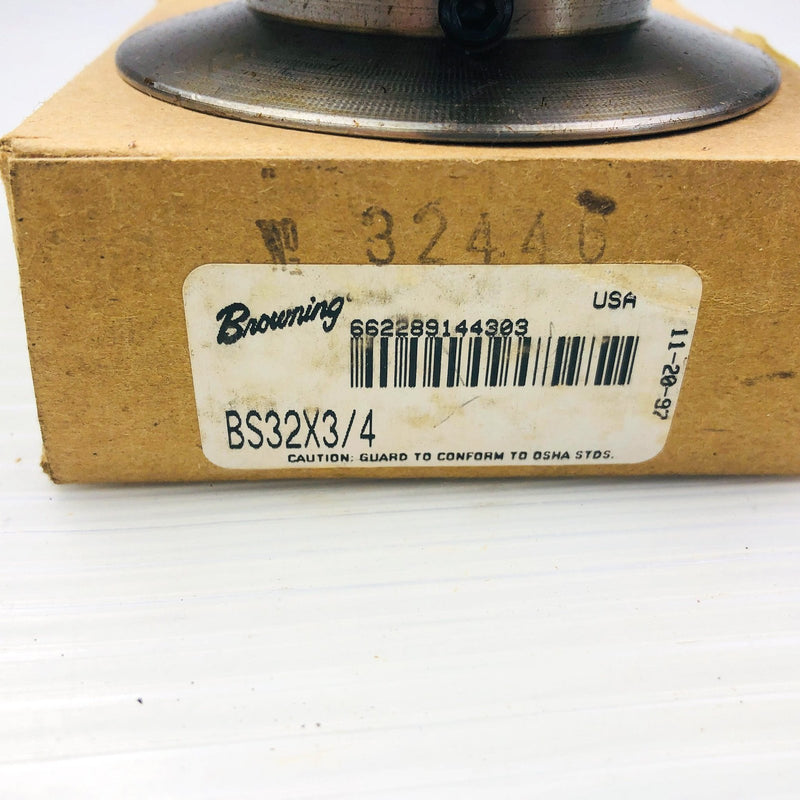 32446
Browning
USA
662289144303
11-20-97
BS32X3/4
CAUTION: GUARD TO CONFORM TO OSHA STDS.